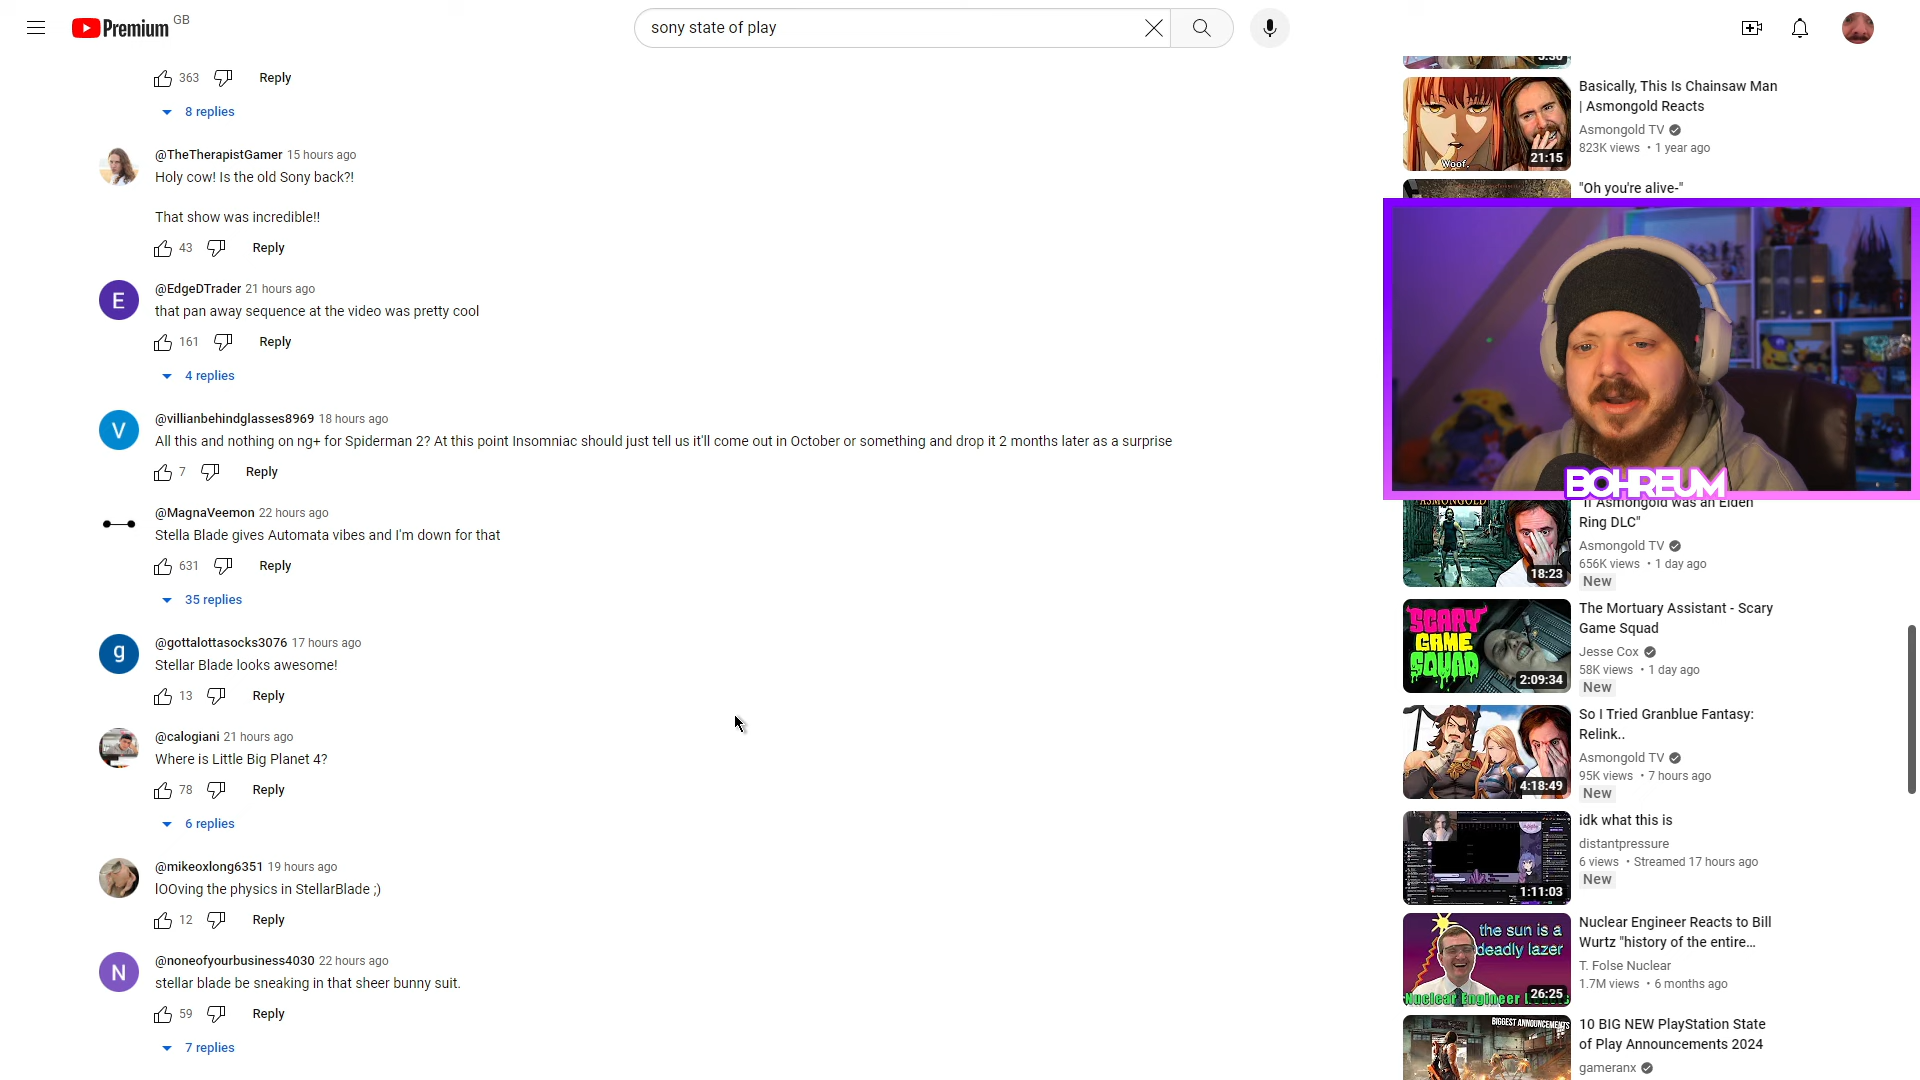 Premium GB
sony state of play
363 Reply
8 replies
@TheTherapistGamer 15 hours ago
Holy cow! Is the old Sony back?!
That show was incredible!!
43 Reply
@EdgeDTrader 21 hours ago
E
that pan away sequence at the video was pretty cool
161 Reply
4 replies
@villianbehindglasses8969 18 hours ago
V
All this and nothing on ng+ for Spiderman 2? At this point Insomniac should just tell us it'll come out in October or something and drop it 2 months later as a surprise
7 Reply
@MagnaVeemon 22 hours ago
Stella Blade gives Automata vibes and I'm down for that
631 Reply
35 replies
@gottalottasocks3076 17 hours ago
g
Stellar Blade looks awesome!
13 Reply
@calogiani 21 hours ago
Where is Little Big Planet 4?
78 Reply
6 replies
@mikeoxlong6351 19 hours ago
lOOving the physics in StellarBlade ;)
12 Reply
@noneofyourbusiness4030 22 hours ago
N
stellar blade be sneaking in that sheer bunny suit.
59 Reply
7 replies
5:30
Basically, This Is Chainsaw Man
| Asmongold Reacts
Asmongold TV
823K views • 1 year ago
Woof.
21:15
"Oh you're alive-"
BOHREUM
ASMONGOLD
"If Asmongold was an Elden
Ring DLC"
Asmongold TV
656K views • 1 day ago
New
18:23
The Mortuary Assistant - Scary
Game Squad
Jesse Cox
58K views • 1 day ago
New
SCARY
GAME
SQUAD
2:09:34
So I Tried Granblue Fantasy:
Relink..
Asmongold TV
95K views • 7 hours ago
New
4:18:49
idk what this is
distantpressure
6 views • Streamed 17 hours ago
New
1:11:03
Nuclear Engineer Reacts to Bill
Wurtz "history of the entire...
T. Folse Nuclear
1.7M views • 6 months ago
the sun is a
deadly lazer
Nuclear Engineer
26:25
10 BIG NEW PlayStation State
of Play Announcements 2024
gameranx
BIGGEST ANNOUNCEMENTS